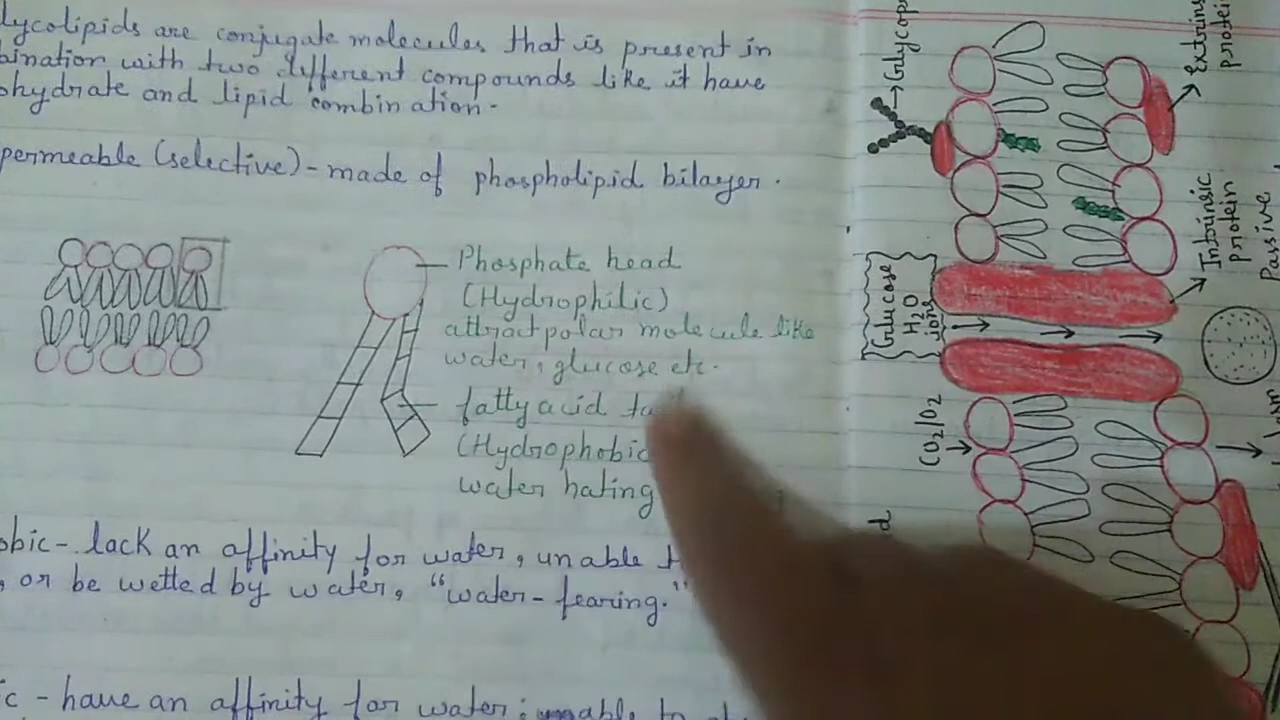 lycolipids are conjugate molecules that is present in
bination with two different compounds like it have
ohydrate and lipid combination.
permeable (selective) - made of phospholipid bilayer.
Phosphate head
(Hydrophilic)
attract polar molecule like
water, glucose etc.
fatty acid
(Hydrophobic
water hating
obic - lack an affinity for water, unable
, or be wetted by water, "water-fearing."
ic - have an affinity for water;
Glycop
Extrins
protein
Intrinsic
protein
Passive
Glucose
H2O
ions
CO2/O2
d